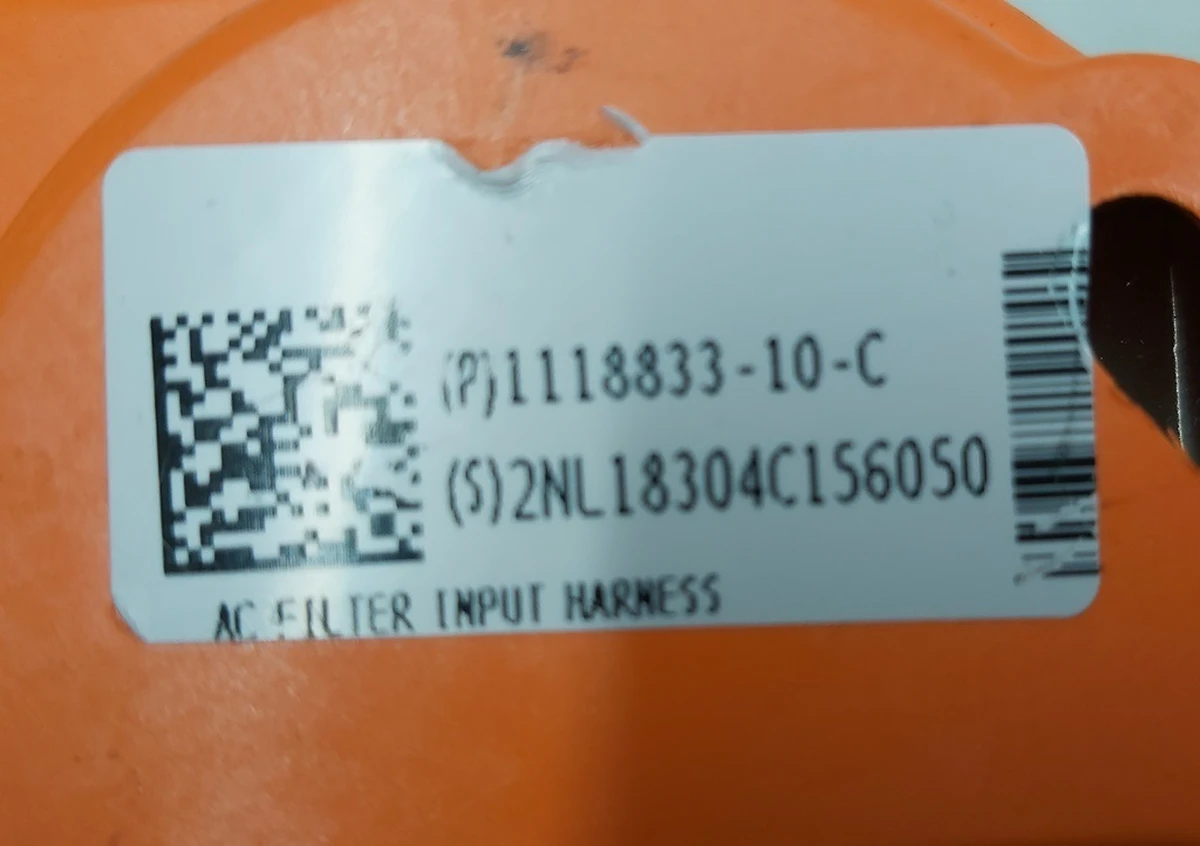 (P)1118833-10-C
(S)2NL18304C156050
AC FILTER INPUT HARNESS